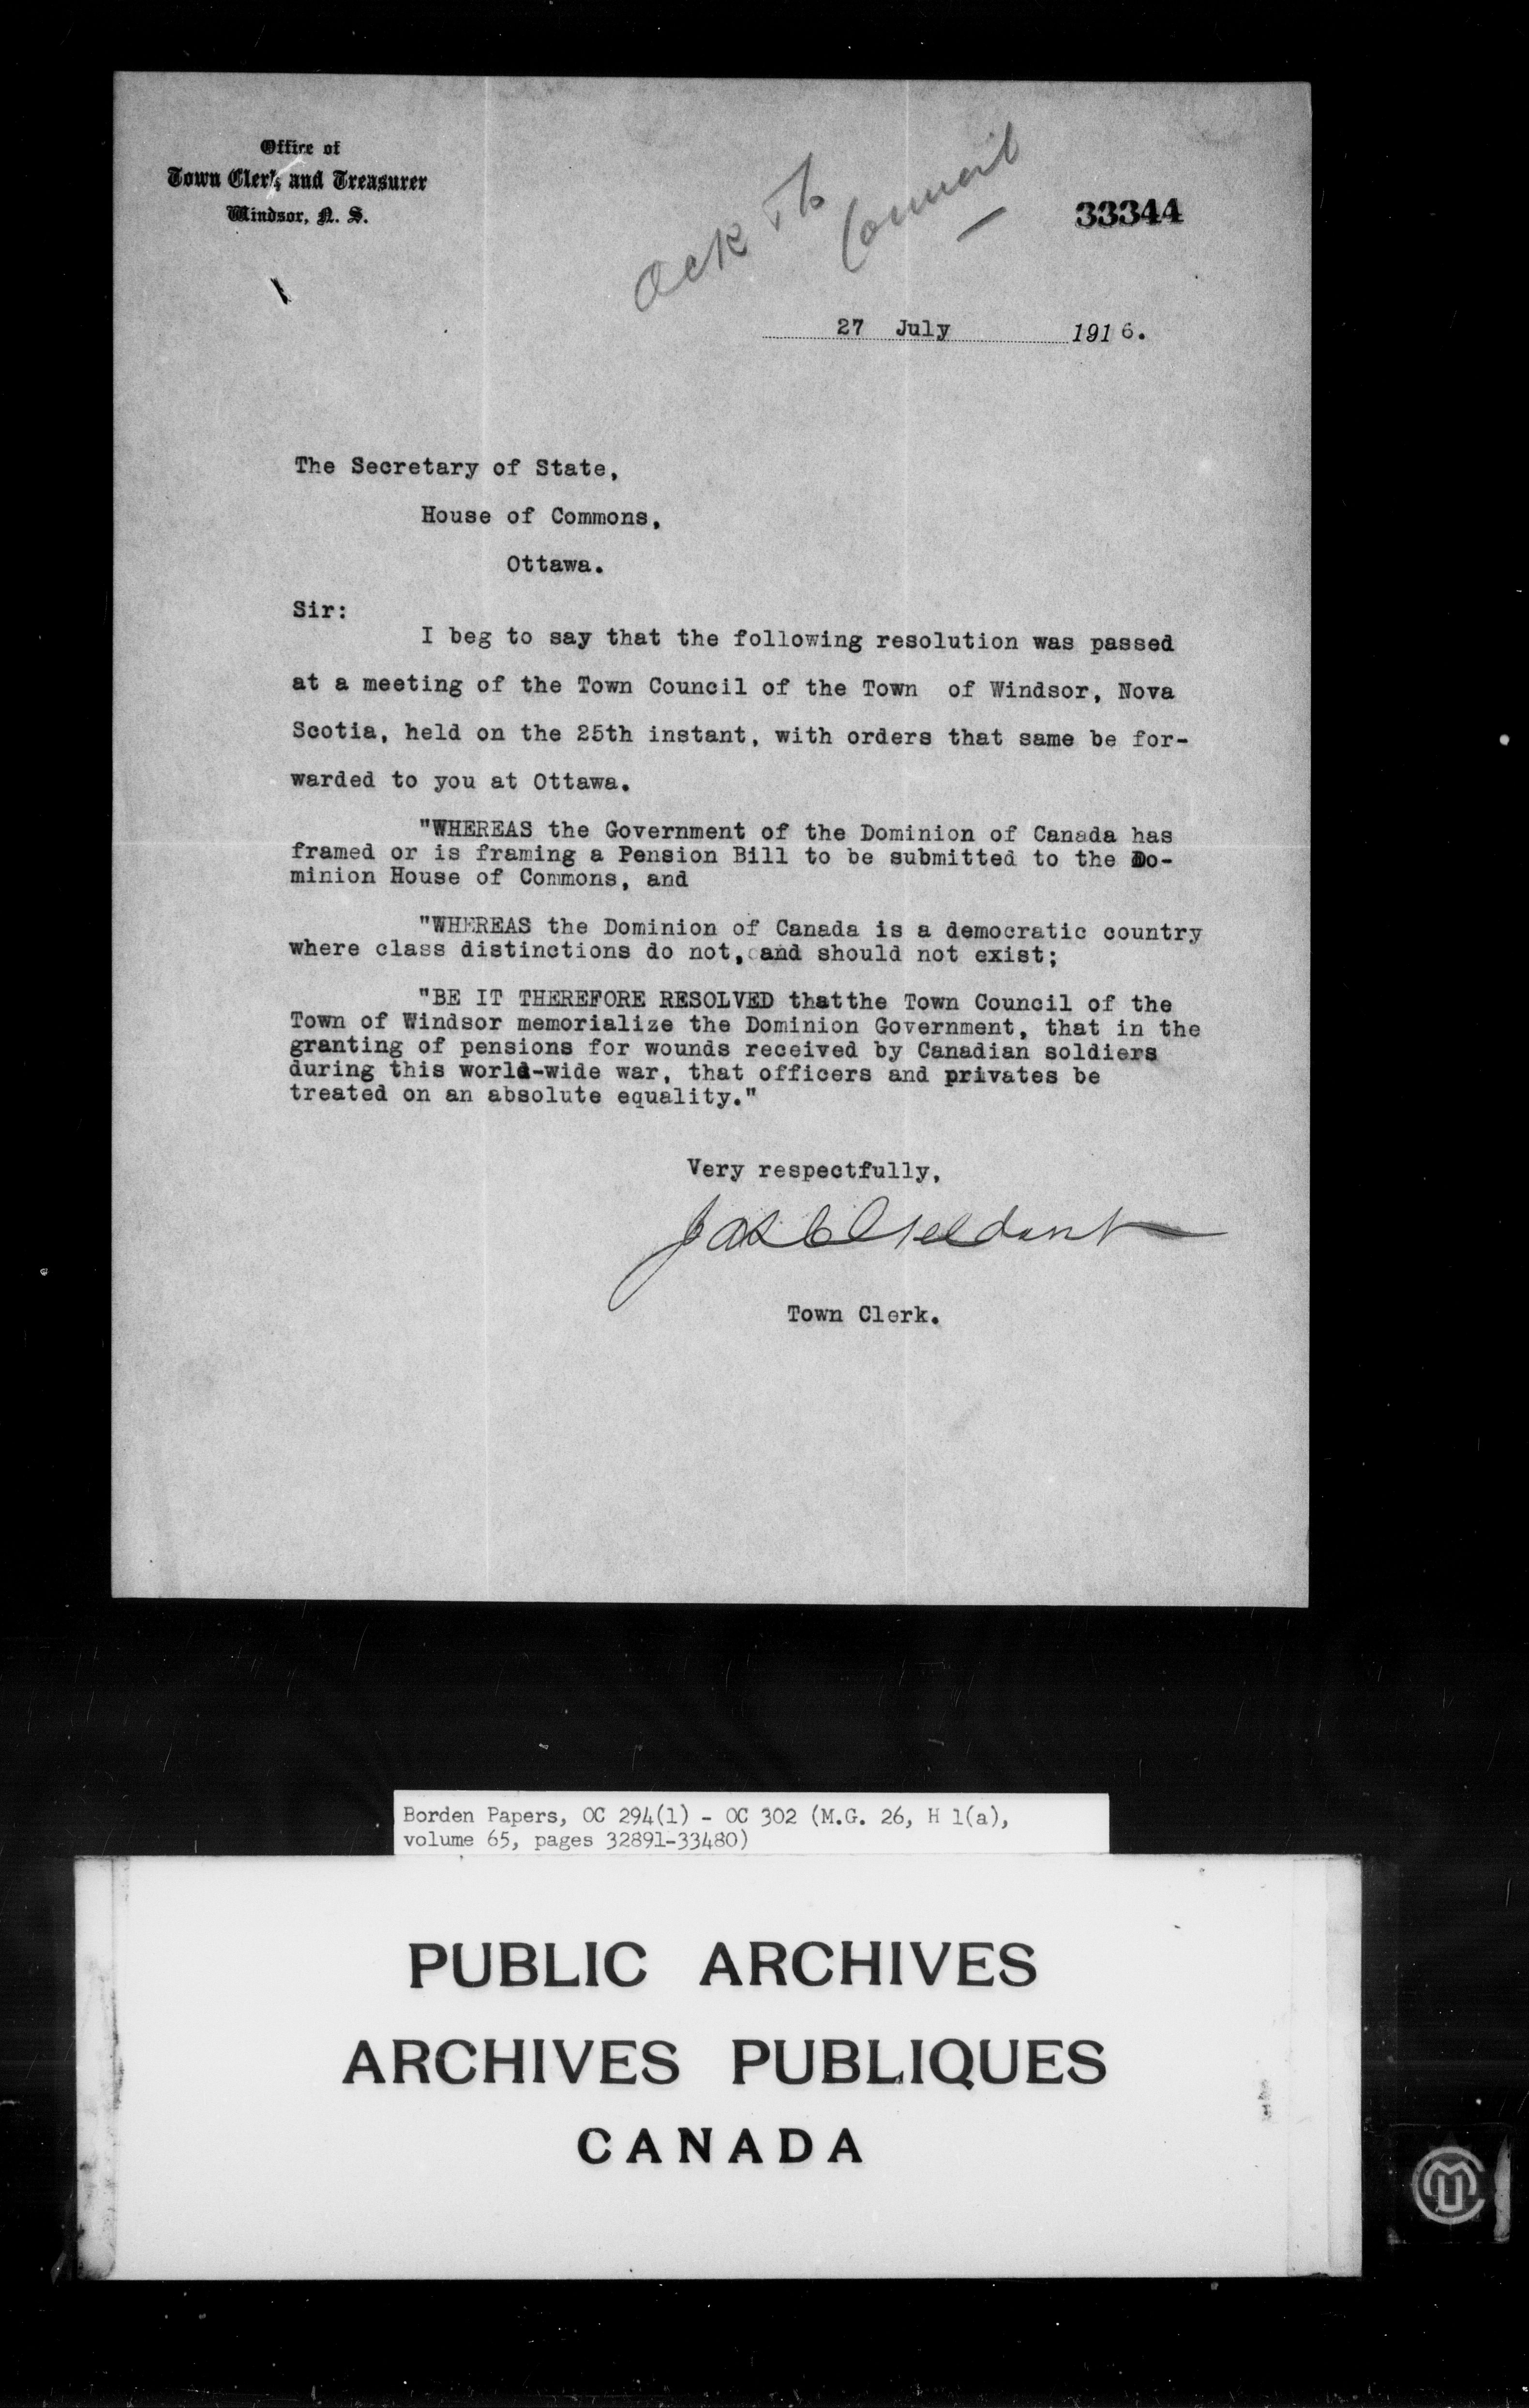 Office of
Town Clerk and Treasurer
Windsor, N. S.
Ack to
Council
33344
27 July 1916.
The Secretary of State,
House of Commons,
Ottawa.
Sir:
I beg to say that the following resolution was passed
at a meeting of the Town Council of the Town of Windsor, Nova
Scotia, held on the 25th instant, with orders that same be for-
warded to you at Ottawa.
"WHEREAS the Government of the Dominion of Canada has
framed or is framing a Pension Bill to be submitted to the Do-
minion House of Commons, and
"WHEREAS the Dominion of Canada is a democratic country
where class distinctions do not, and should not exist;
"BE IT THEREFORE RESOLVED thatthe Town Council of the
Town of Windsor memorialize the Dominion Government, that in the
granting of pensions for wounds received by Canadian soldiers
during this world-wide war, that officers and privates be
treated on an absolute equality."
Very respectfully,
Town Clerk.
Borden Papers, OC 294(1) - OC 302 (M.G. 26, H 1(a),
volume 65, pages 32891-33480)
PUBLIC ARCHIVES
ARCHIVES PUBLIQUES
CANADA